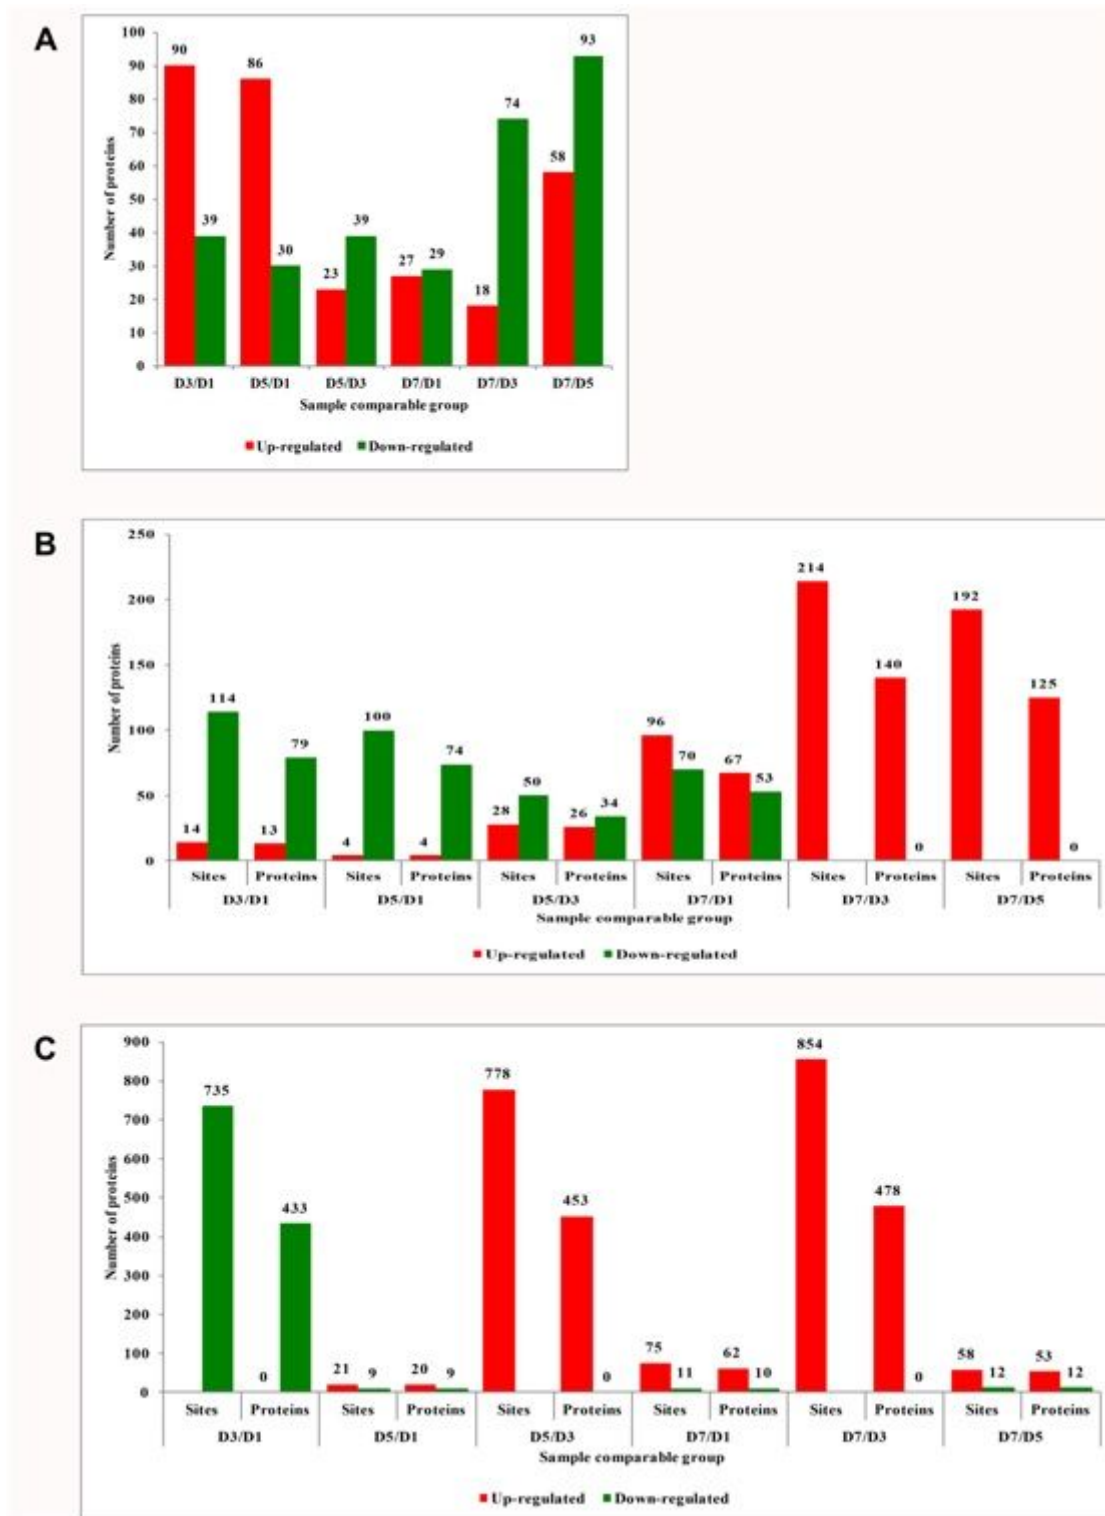 A
100
90
80
70
60
50
40
30
20
10
0
Number of proteins
90
39
86
30
23
39
27
29
18
74
58
93
D3/D1 D5/D1 D5/D3 D7/D1 D7/D3 D7/D5
Sample comparable group
Up-regulated Down-regulated
B
250
200
150
100
50
0
Number of proteins
14 114 13 79 4 100 4 74 28 50 26 34 96 70 67 53 214 140 0 192 125 0
Sites Proteins Sites Proteins Sites Proteins Sites Proteins Sites Proteins Sites Proteins
D3/D1 D5/D1 D5/D3 D7/D1 D7/D3 D7/D5
Sample comparable group
Up-regulated Down-regulated
C
900
800
700
600
500
400
300
200
100
0
Number of proteins
735 0 433 21 9 20 9 778 453 0 75 11 62 10 854 478 0 58 12 53 12
Sites Proteins Sites Proteins Sites Proteins Sites Proteins Sites Proteins Sites Proteins
D3/D1 D5/D1 D5/D3 D7/D1 D7/D3 D7/D5
Sample comparable group
Up-regulated Down-regulated